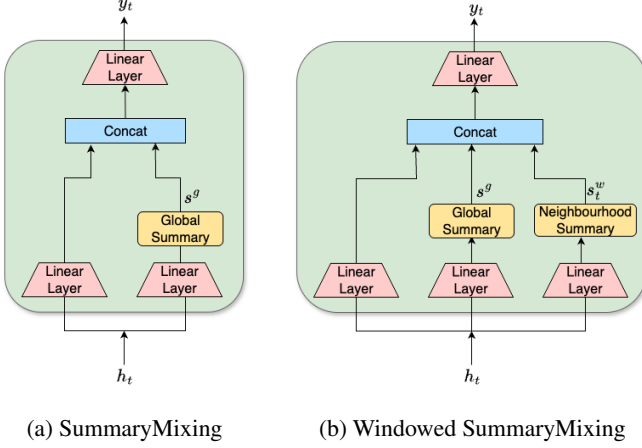 y_t
Linear
Layer
Concat
s^g
Global
Summary
Linear
Layer
Linear
Layer
h_t
(a) SummaryMixing
y_t
Linear
Layer
Concat
s^g
s_t^w
Global
Summary
Neighbourhood
Summary
Linear
Layer
Linear
Layer
Linear
Layer
h_t
(b) Windowed SummaryMixing